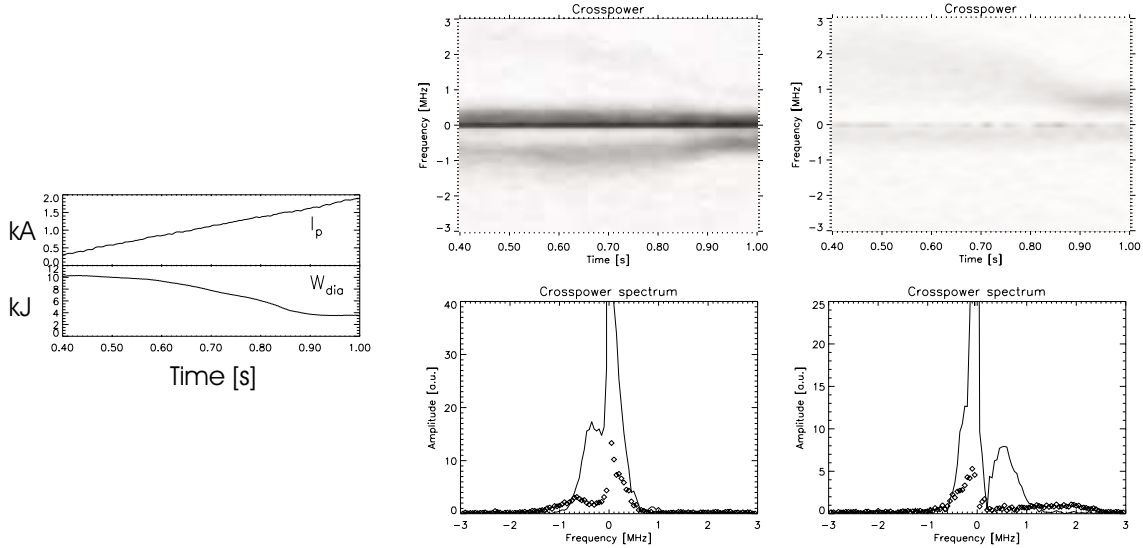 kA
2.0
1.5
1.0
0.5
0.0
I_p
kJ
12
10
8
6
4
2
0
W_dia
0.40 0.50 0.60 0.70 0.80 0.90 1.00
Time [s]
Crosspower
Frequency [MHz]
3
2
1
0
−1
−2
−3
0.40 0.50 0.60 0.70 0.80 0.90 1.00
Time [s]
Crosspower
Frequency [MHz]
3
2
1
0
−1
−2
−3
0.40 0.50 0.60 0.70 0.80 0.90 1.00
Time [s]
Crosspower spectrum
Amplitude [a.u.]
40
30
20
10
0
−3 −2 −1 0 1 2 3
Frequency [MHz]
Crosspower spectrum
Amplitude [a.u.]
25
20
15
10
5
0
−3 −2 −1 0 1 2 3
Frequency [MHz]